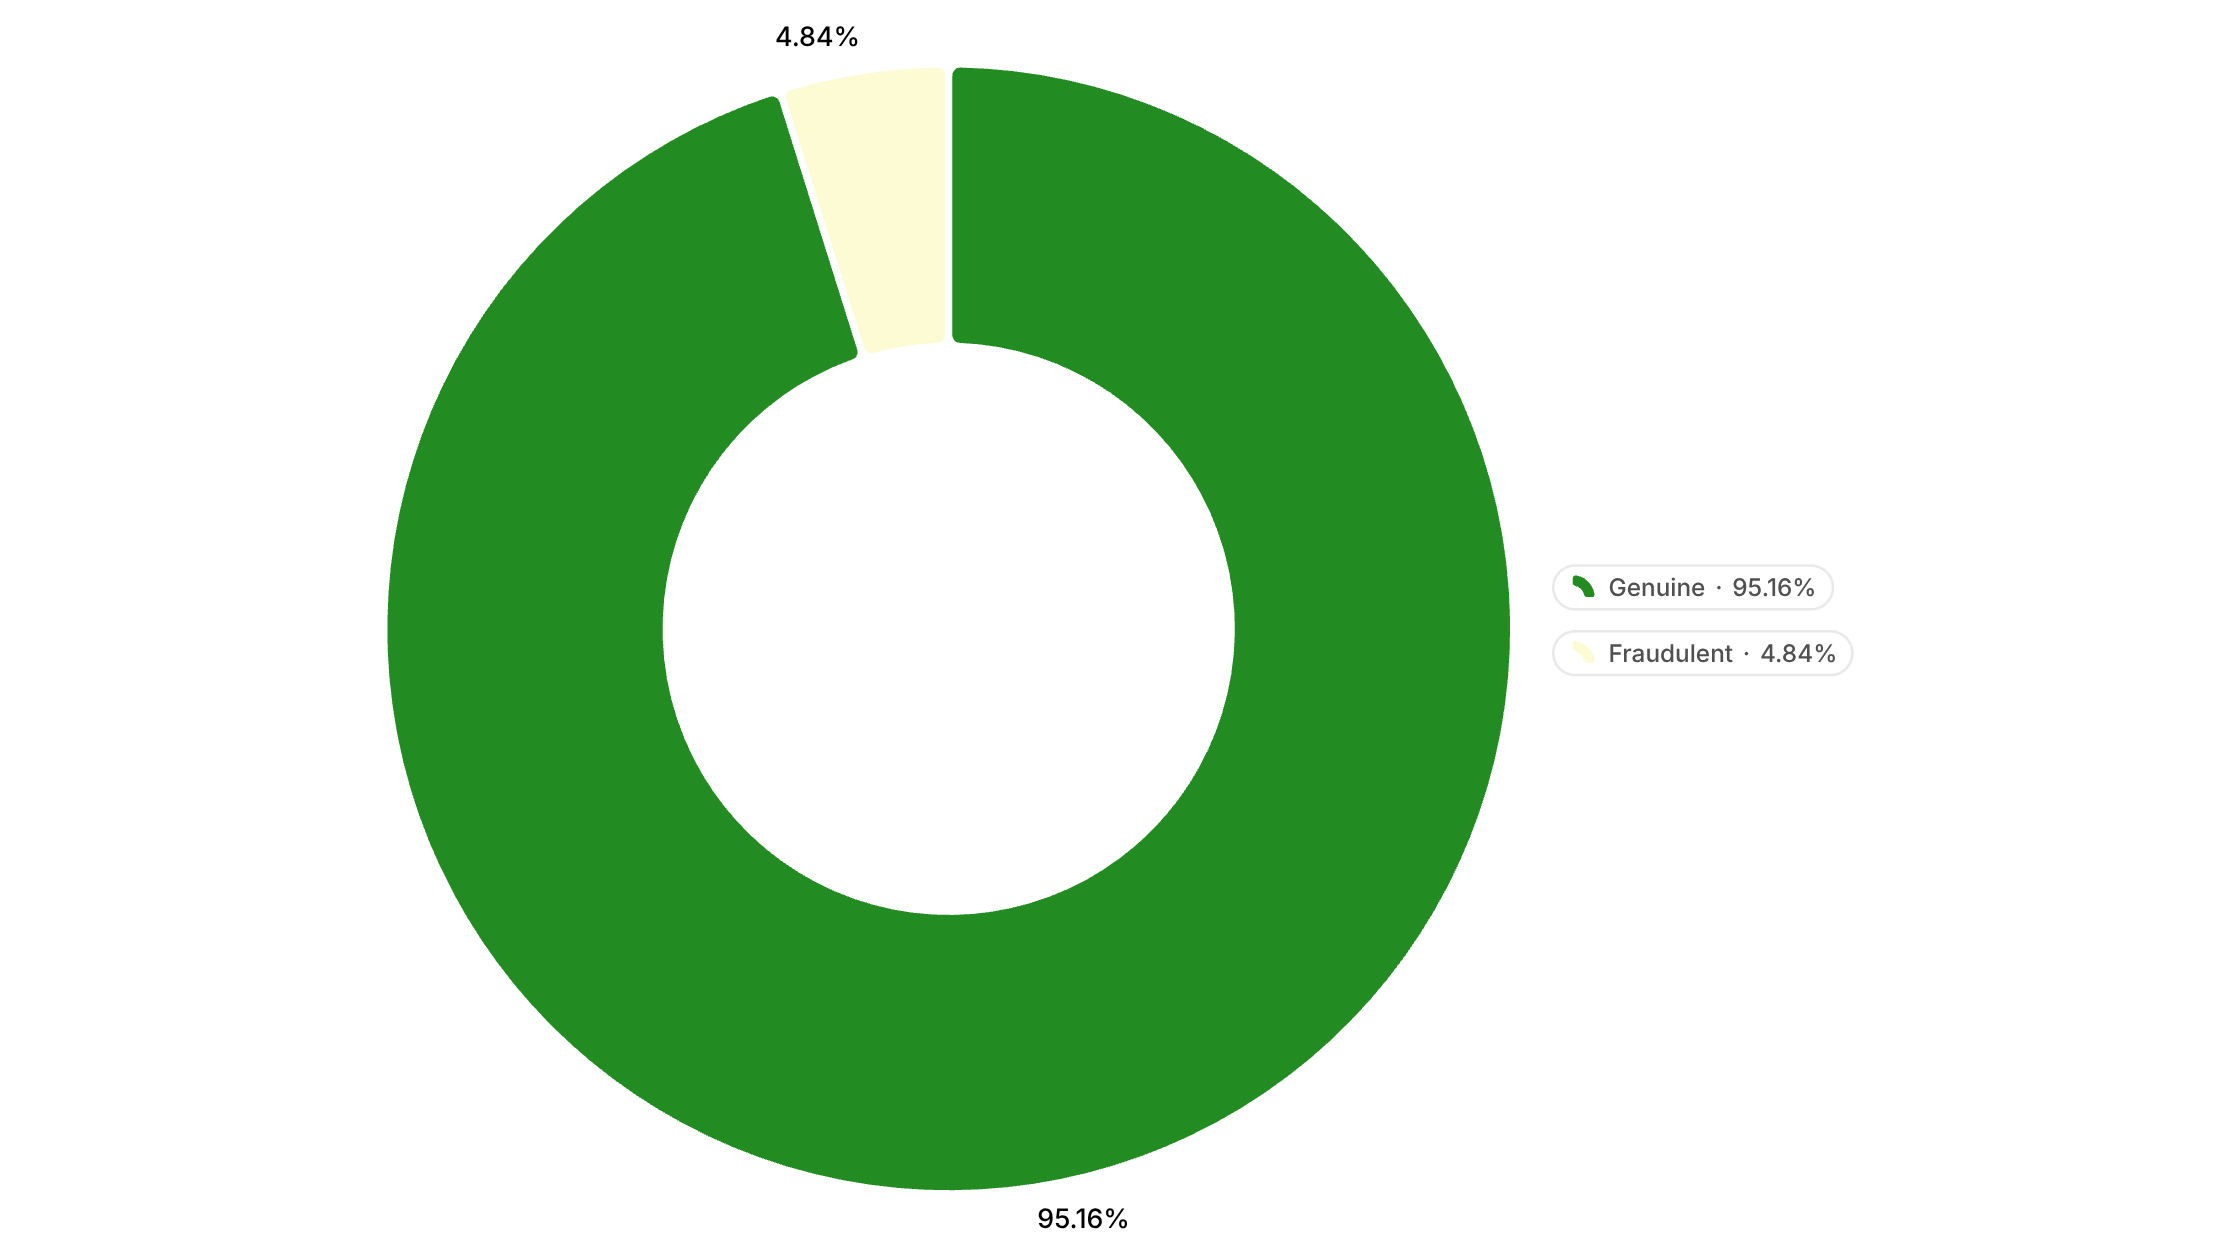 4.84%
Genuine · 95.16%
Fraudulent · 4.84%
95.16%